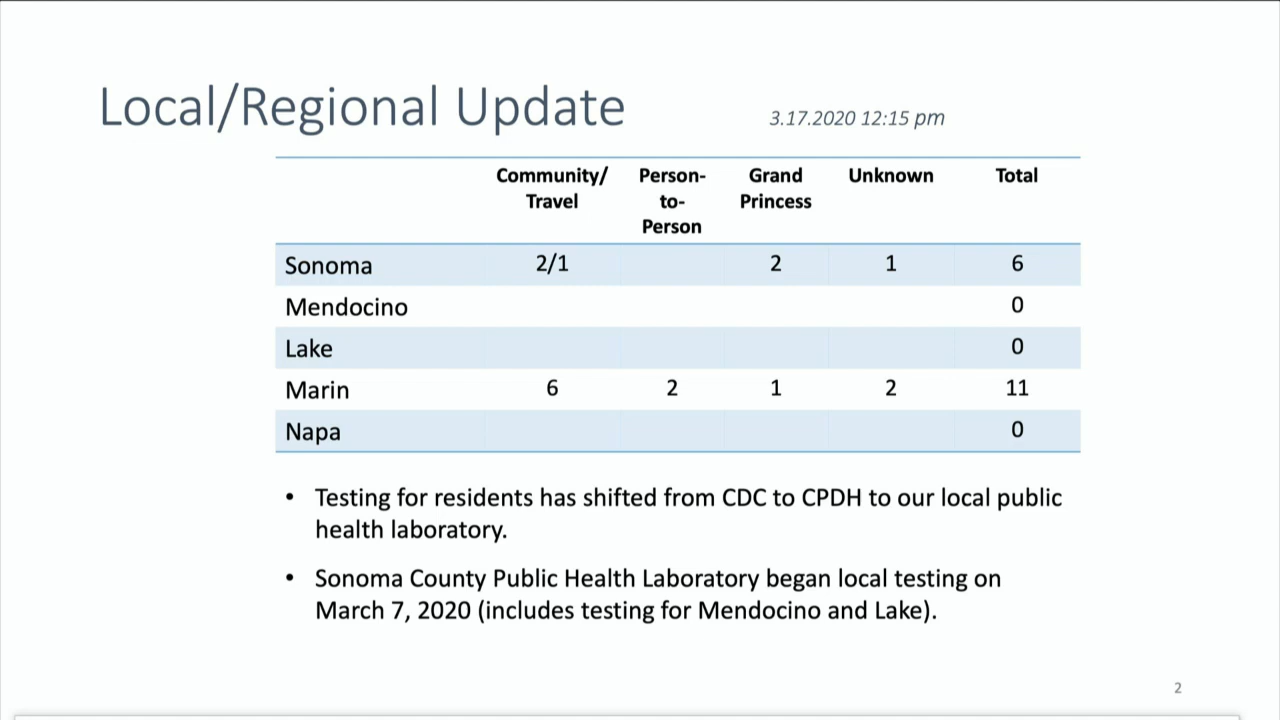 Local/Regional Update 3.17.2020 12:15 pm
Community/ Person- Grand Unknown Total
Travel to- Princess
Person
Sonoma 2/1 2 1 6
Mendocino 0
Lake 0
Marin 6 2 1 2 11
Napa 0
• Testing for residents has shifted from CDC to CPDH to our local public
health laboratory.
• Sonoma County Public Health Laboratory began local testing on
March 7, 2020 (includes testing for Mendocino and Lake).
2